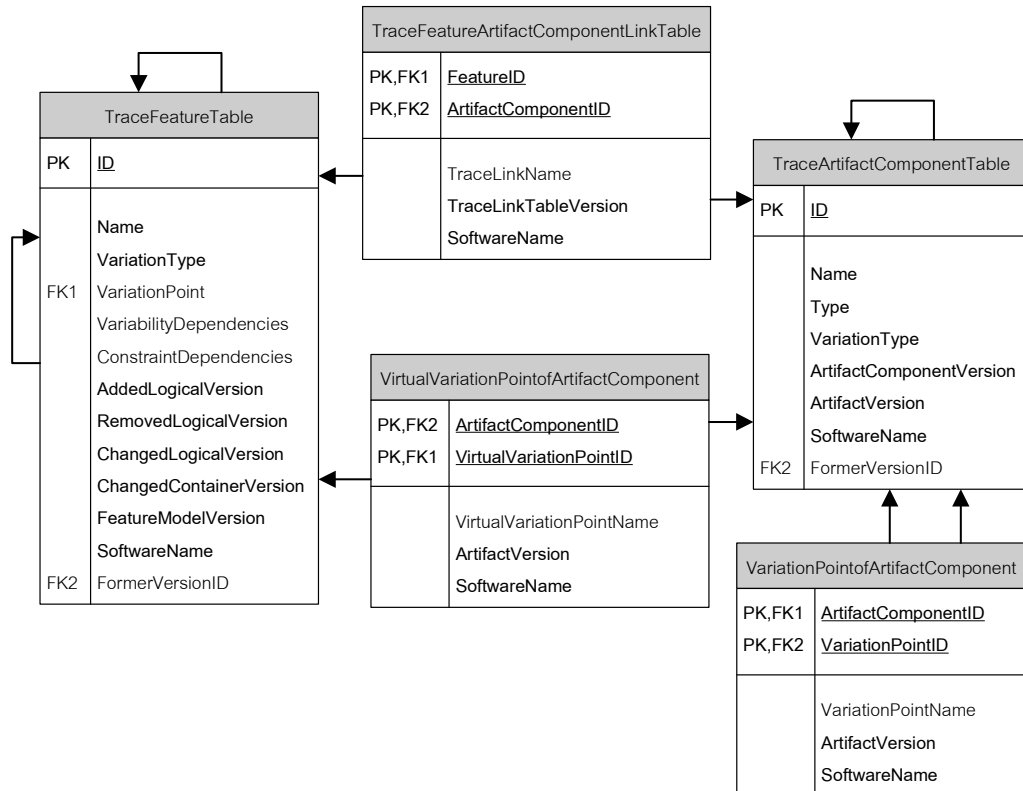 TraceFeatureArtifactComponentLinkTable
PK,FK1 FeatureID
PK,FK2 ArtifactComponentID
TraceLinkName
TraceLinkTableVersion
SoftwareName
TraceFeatureTable
PK ID
Name
VariationType
FK1 VariationPoint
VariabilityDependencies
ConstraintDependencies
AddedLogicalVersion
RemovedLogicalVersion
ChangedLogicalVersion
ChangedContainerVersion
FeatureModelVersion
SoftwareName
FK2 FormerVersionID
TraceArtifactComponentTable
PK ID
Name
Type
VariationType
ArtifactComponentVersion
ArtifactVersion
SoftwareName
FK2 FormerVersionID
VirtualVariationPointofArtifactComponent
PK,FK2 ArtifactComponentID
PK,FK1 VirtualVariationPointID
VirtualVariationPointName
ArtifactVersion
SoftwareName
VariationPointofArtifactComponent
PK,FK1 ArtifactComponentID
PK,FK2 VariationPointID
VariationPointName
ArtifactVersion
SoftwareName